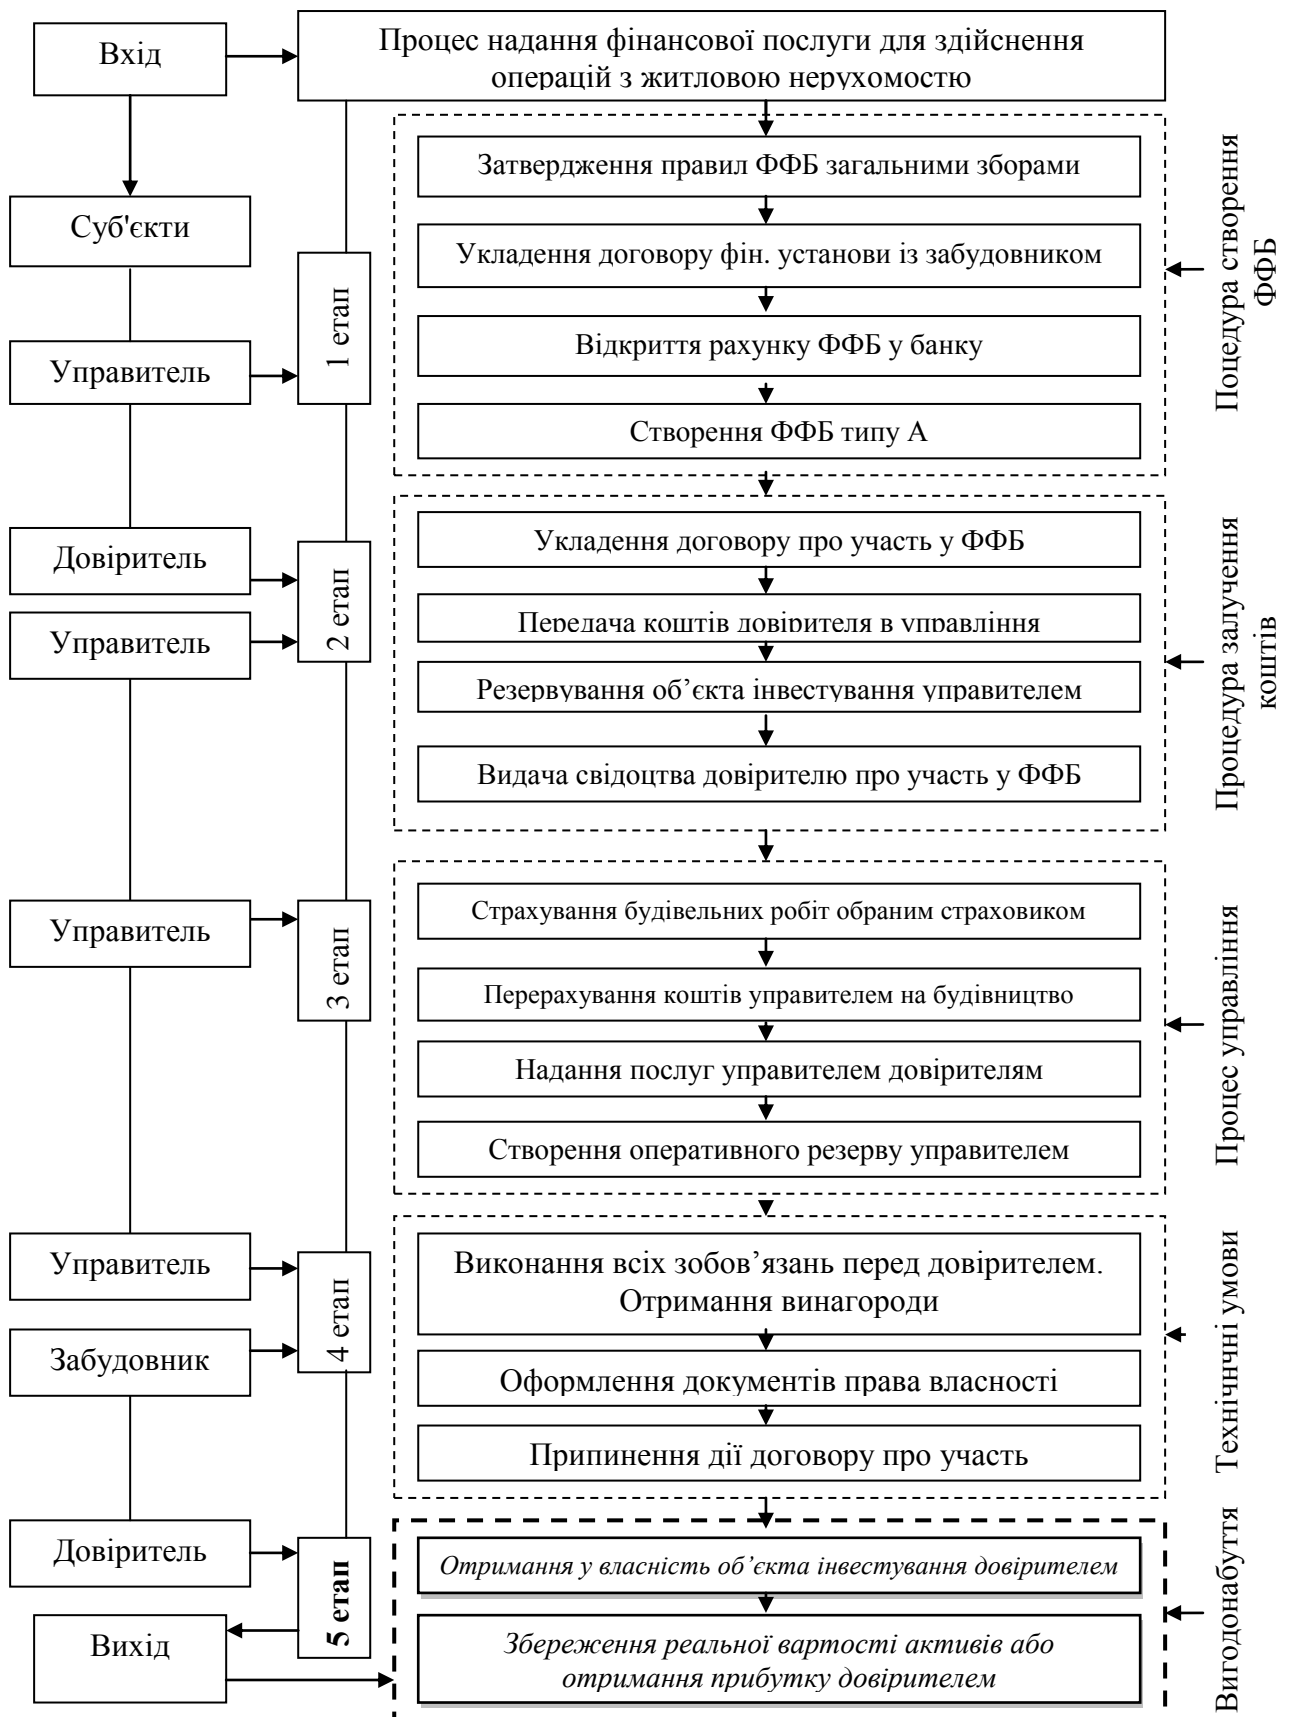 Вхід
Процес надання фінансової послуги для здійснення
операцій з житловою нерухомостю
Суб'єкти
Управитель
1 етап
Затвердження правил ФФБ загальними зборами
Укладення договору фін. установи із забудовником
Відкриття рахунку ФФБ у банку
Створення ФФБ типу А
Поцедура створення
ФФБ
Довіритель
Управитель
2 етап
Укладення договору про участь у ФФБ
Передача коштів довірителя в управління
Резервування об’єкта інвестування управителем
Видача свідоцтва довірителю про участь у ФФБ
Процедура залучення
коштів
Управитель
3 етап
Страхування будівельних робіт обраним страховиком
Перерахування коштів управителем на будівництво
Надання послуг управителем довірителям
Створення оперативного резерву управителем
Процес управління
Управитель
Забудовник
4 етап
Виконання всіх зобов’язань перед довірителем.
Отримання винагороди
Оформлення документів права власності
Припинення дії договору про участь
Технічнчні умови
Довіритель
5 етап
Вихід
Отримання у власність об’єкта інвестування довірителем
Збереження реальної вартості активів або
отримання прибутку довірителем
Вигодонабуття